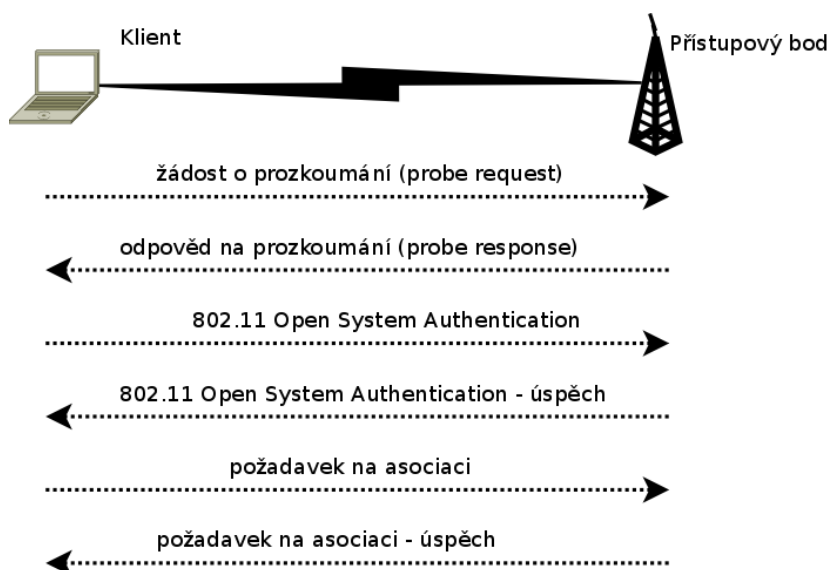 Klient
Přístupový bod
žádost o prozkoumání (probe request)
odpověd na prozkoumání (probe response)
802.11 Open System Authentication
802.11 Open System Authentication - úspěch
požadavek na asociaci
požadavek na asociaci - úspěch